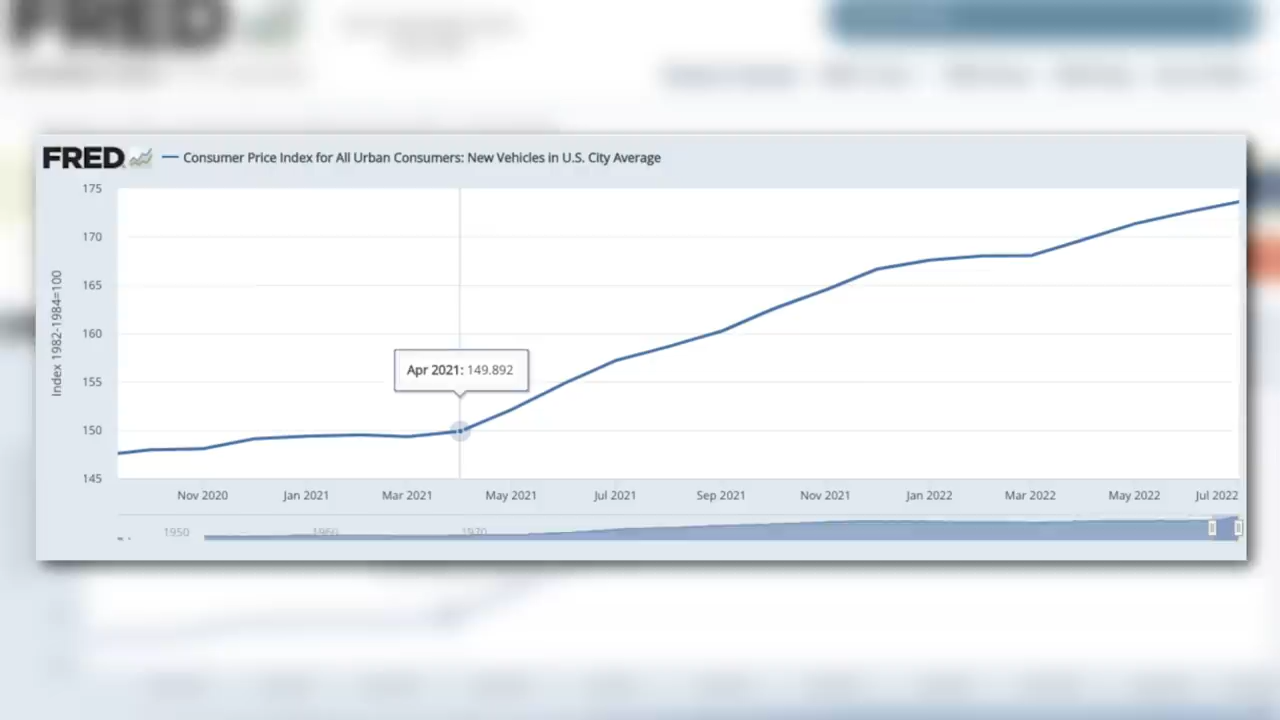 FRED
Consumer Price Index for All Urban Consumers: New Vehicles in U.S. City Average
175
170
165
160
155
150
145
Index 1982-1984=100
Apr 2021: 149.892
Nov 2020 Jan 2021 Mar 2021 May 2021 Jul 2021 Sep 2021 Nov 2021 Jan 2022 Mar 2022 May 2022 Jul 2022
1950 1960 1970